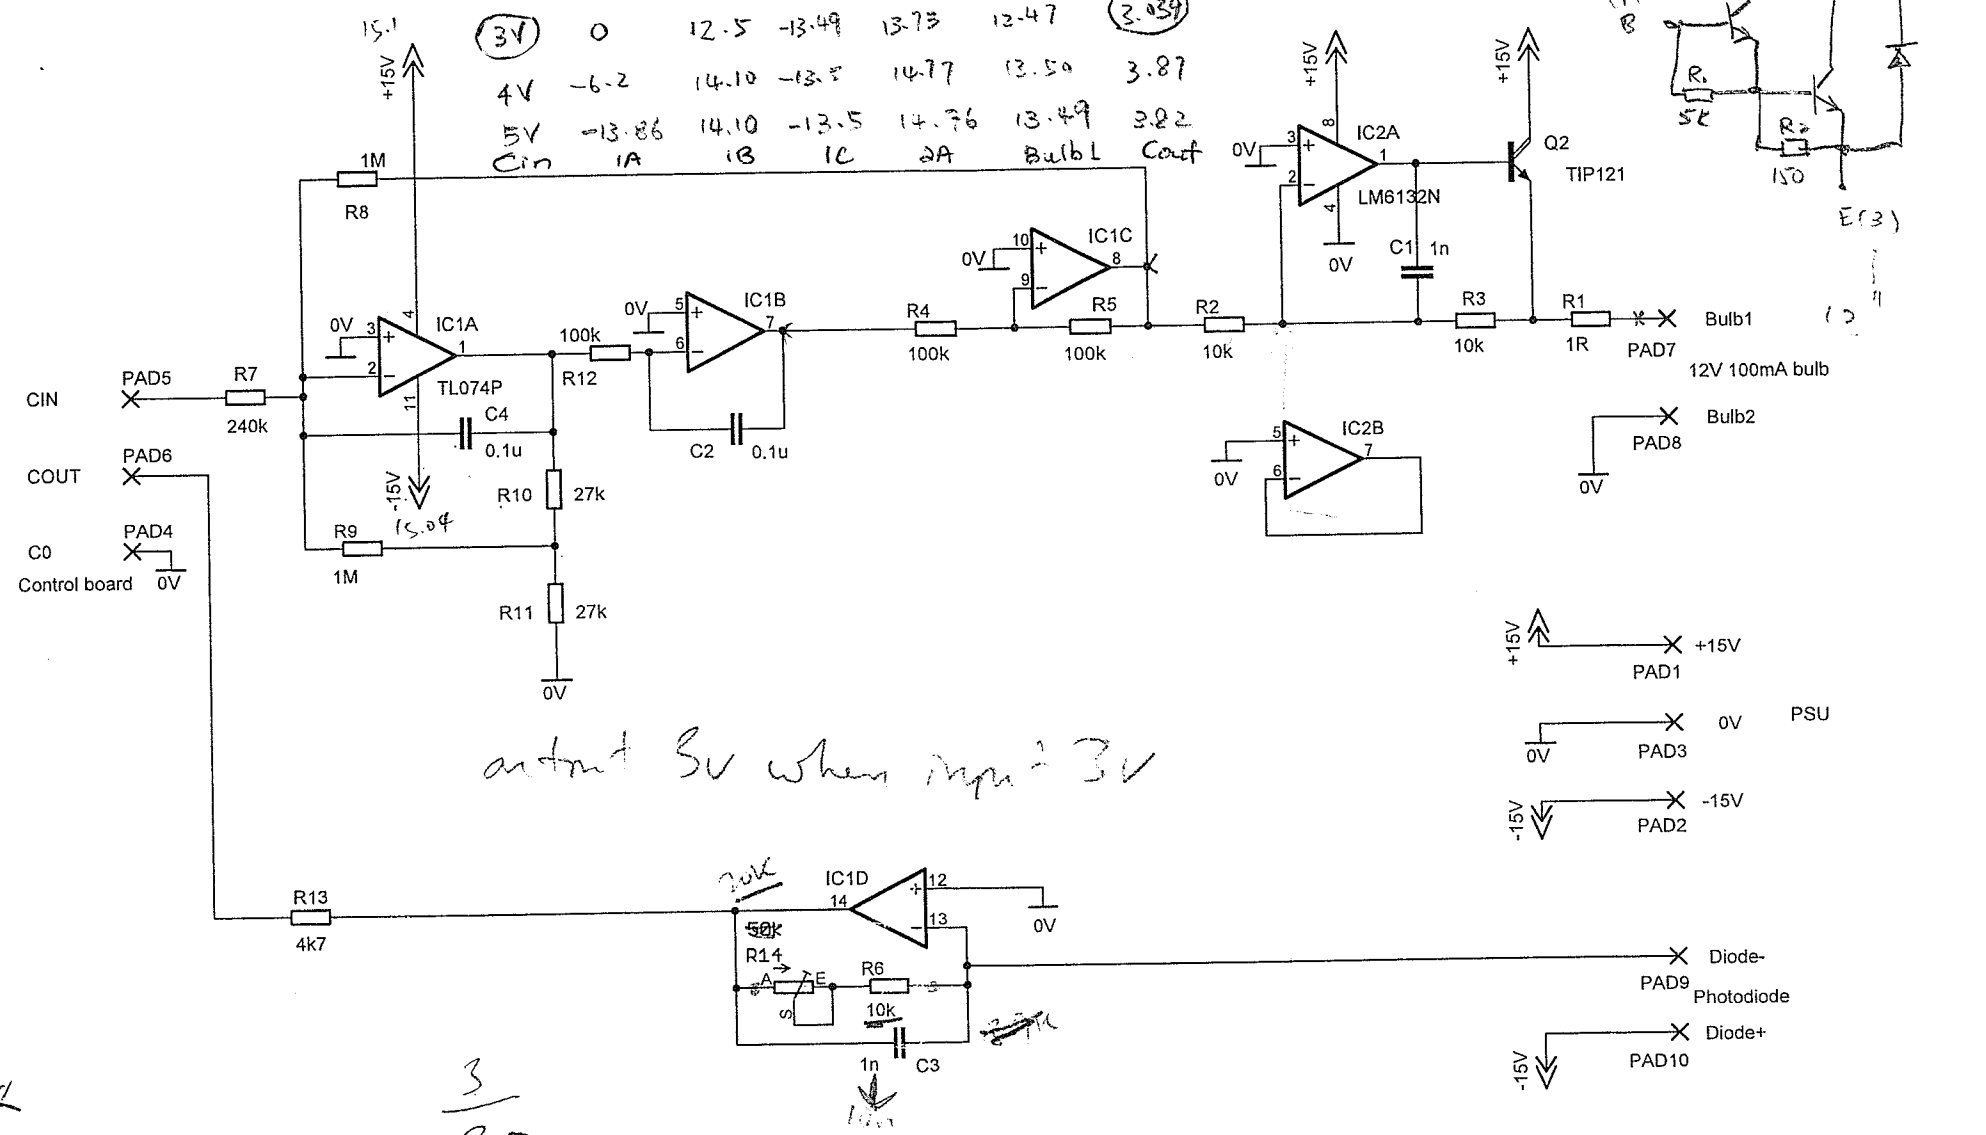 15.1
3V 0 12.5 -13.49 13.73 12.47 3.039
4V -6.2 14.10 -13.5 14.77 13.50 3.87
5V -13.86 14.10 -13.5 14.76 13.49 3.82
Cin 1A 1B 1C 2A Bulb1 Cout
B
R1
5K
R2
150
E(3)
+15V
+15V
+15V
1M
R8
0V
3
2
4
11
1
IC1A
TL074P
100k
R12
0V
5
6
7
IC1B
C2
0.1u
0V
10
9
8
IC1C
R4
100k
R5
100k
R2
10k
0V
3
2
8
4
1
IC2A
LM6132N
0V
C1
1n
Q2
TIP121
R3
10k
R1
1R
PAD7
Bulb1
12V 100mA bulb
PAD8
Bulb2
0V
CIN
PAD5
R7
240k
C4
0.1u
COUT
PAD6
-15V
15.04
R10
27k
C0
PAD4
0V
Control board
R9
1M
R11
27k
0V
0V
5
6
7
IC2B
+15V
PAD1
+15V
0V
PAD3
0V
PSU
-15V
PAD2
-15V
output 3v when input 3v
20K
IC1D
14
12
13
0V
R13
4k7
50k
R14
A
E
S
R6
10k
1n
C3
10n
PAD9
Diode-
Photodiode
-15V
PAD10
Diode+
3